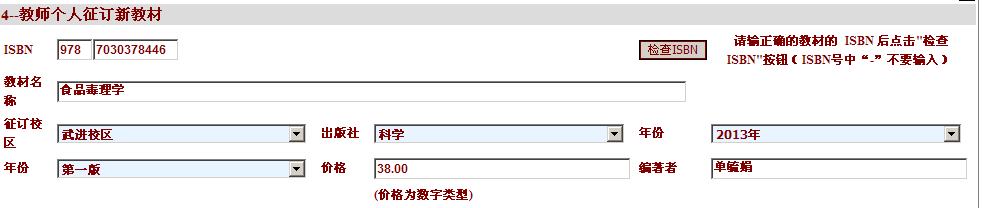 4--教师个人征订新教材
ISBN 978 7030378446 检查ISBN 请输正确的教材的 ISBN 后点击"检查
ISBN"按钮（ISBN号中“-”不要输入）
教材名
称 食品毒理学
征订校
区 武进校区 出版社 科学 年份 2013年
年份 第一版 价格 38.00 编著者 单毓娟
(价格为数字类型)